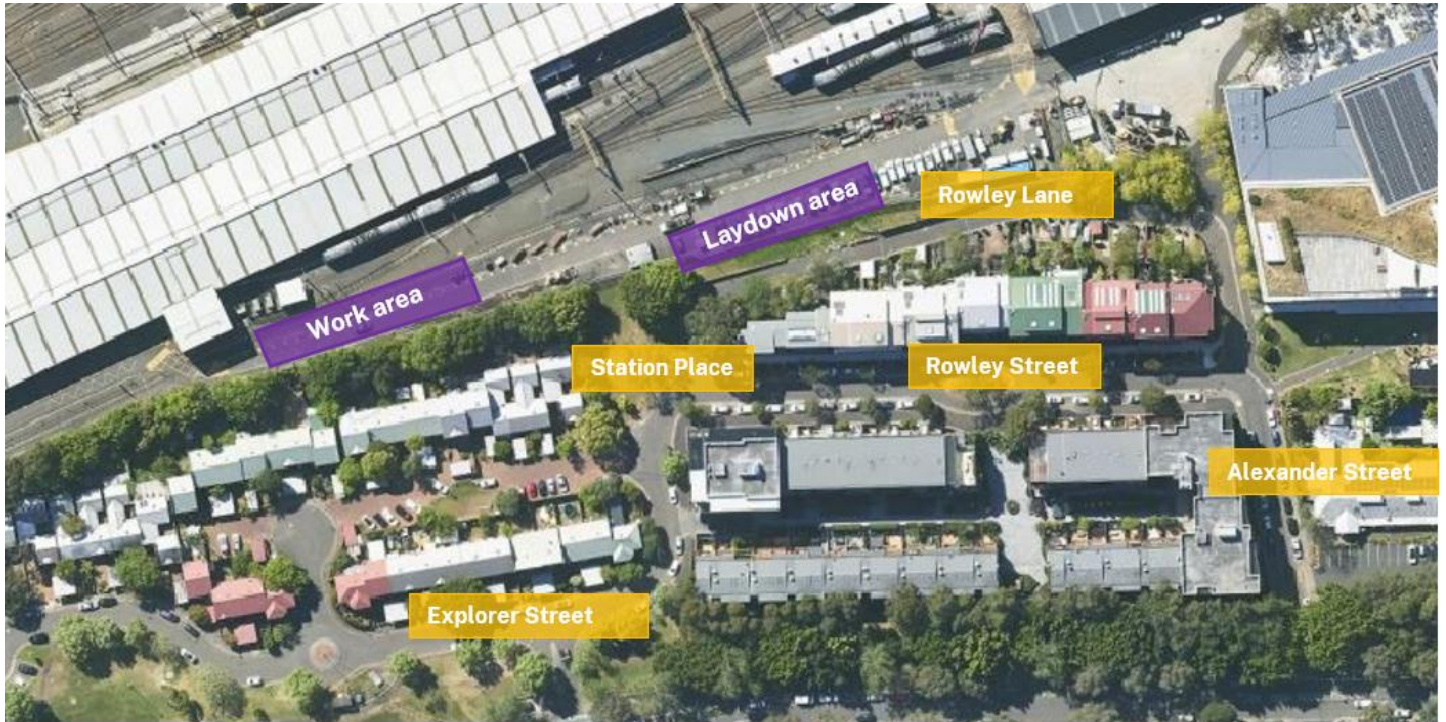 Rowley Lane
Laydown area
Work area
Station Place
Rowley Street
Alexander Street
Explorer Street